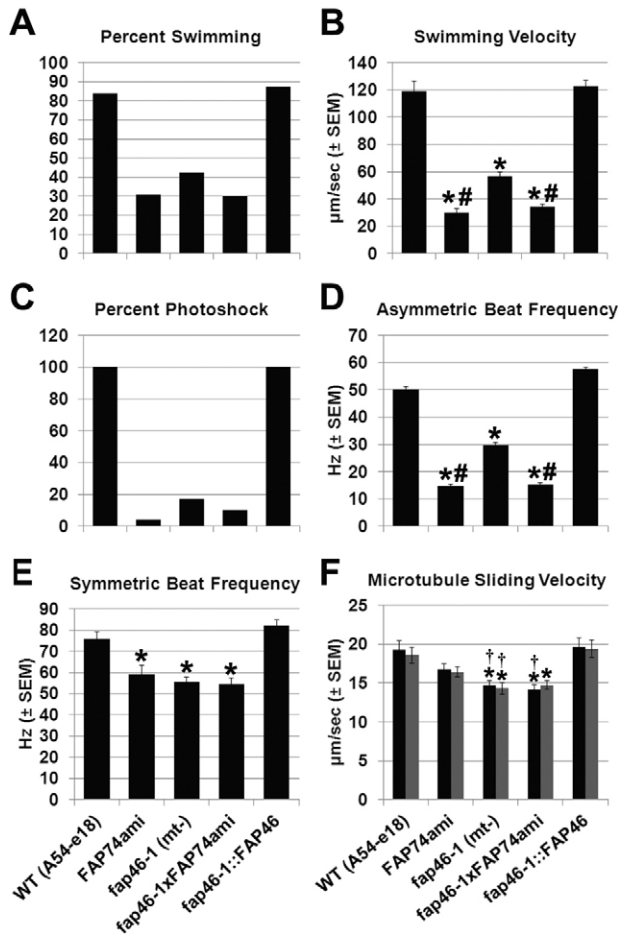 A
Percent Swimming
100
90
80
70
60
50
40
30
20
10
0
B
Swimming Velocity
µm/sec (± SEM)
140
120
100
80
60
40
20
0
*#
*
*#
C
Percent Photoshock
120
100
80
60
40
20
0
D
Asymmetric Beat Frequency
Hz (± SEM)
70
60
50
40
30
20
10
0
*#
*
*#
E
Symmetric Beat Frequency
Hz (± SEM)
90
80
70
60
50
40
30
20
10
0
*
*
*
WT (A54-e18)
FAP74ami
fap46-1 (mt-)
fap46-1xFAP74ami
fap46-1::FAP46
F
Microtubule Sliding Velocity
µm/sec (± SEM)
25
20
15
10
5
0
† † †
* * * *
WT (A54-e18)
FAP74ami
fap46-1 (mt-)
fap46-1xFAP74ami
fap46-1::FAP46